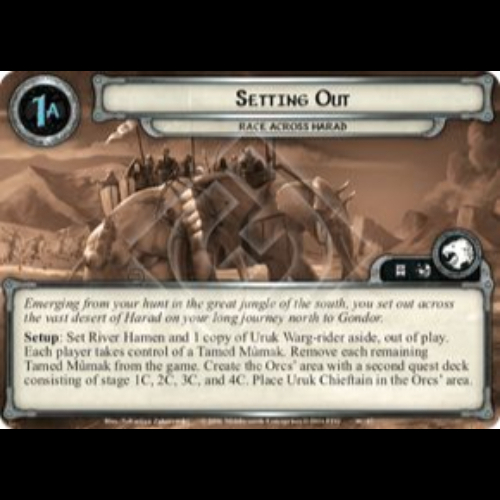 1A
SETTING OUT
RACE ACROSS HARAD
Emerging from your hunt in the great jungle of the south, you set out across
the vast desert of Harad on your long journey north to Gondor.
Setup: Set River Harnen and 1 copy of Uruk Warg-rider aside, out of play.
Each player takes control of a Tamed Mûmak. Remove each remaining
Tamed Mûmak from the game. Create the Orcs' area with a second quest deck
consisting of stage 1C, 2C, 3C, and 4C. Place Uruk Chieftain in the Orcs' area.